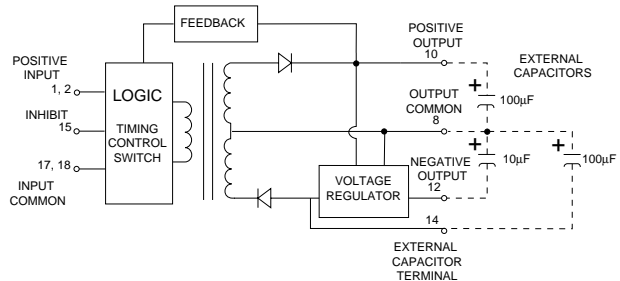 FEEDBACK
POSITIVE
OUTPUT
10
EXTERNAL
CAPACITORS
POSITIVE
INPUT
1, 2
LOGIC
+
100µF
OUTPUT
COMMON
8
INHIBIT
15
TIMING
CONTROL
SWITCH
+
10µF
+
100µF
17, 18
INPUT
COMMON
VOLTAGE
REGULATOR
NEGATIVE
OUTPUT
12
14
EXTERNAL
CAPACITOR
TERMINAL